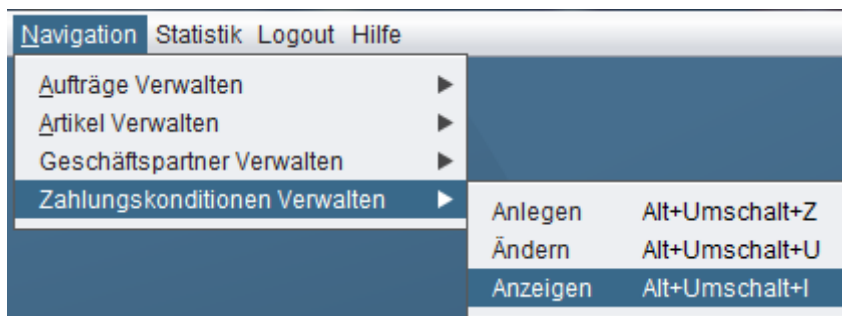 Navigation Statistik Logout Hilfe
Aufträge Verwalten
Artikel Verwalten
Geschäftspartner Verwalten
Zahlungskonditionen Verwalten
Anlegen Alt+Umschalt+Z
Ändern Alt+Umschalt+U
Anzeigen Alt+Umschalt+I